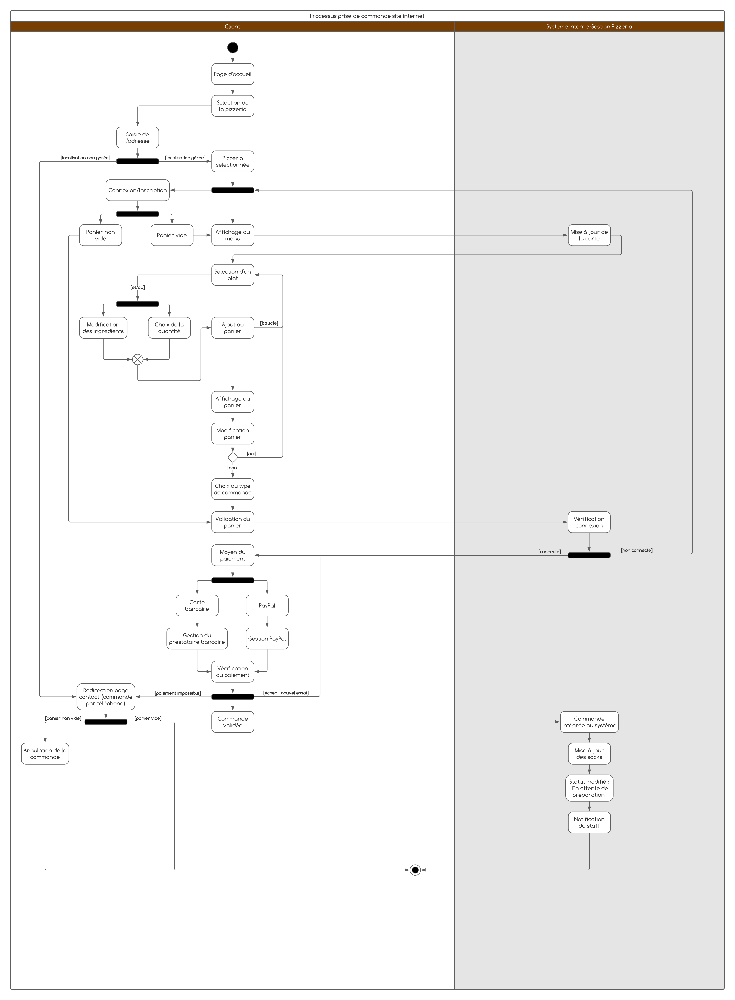 Processus prise de commande site internet
Client
Système interne Gestion Pizzeria
Page d'accueil
Sélection de
la pizzeria
Saisie de
l'adresse
[localisation non gérée]
[localisation gérée]
Pizzeria
sélectionnée
Connexion/Inscription
Panier non
vide
Panier vide
Affichage du
menu
Mise à jour de
la carte
Sélection d'un
plat
[et/ou]
Modification
des ingrédients
Choix de la
quantité
Ajout au
panier
[boucle]
Affichage du
panier
Modification
panier
[oui]
[non]
Choix du type
de commande
Validation du
panier
Vérification
connexion
Moyen du
paiement
[connecté]
[non connecté]
Carte
bancaire
PayPal
Gestion du
prestataire bancaire
Gestion PayPal
Vérification
du paiement
Redirection page
contact (commande
par téléphone)
[paiement impossible]
[échec - nouvel essai]
[panier non vide]
[panier vide]
Commande
validée
Commande
intégrée au système
Annulation de la
commande
Mise à jour
des socks
Statut modifié :
"En attente de
préparation"
Notification
du staff